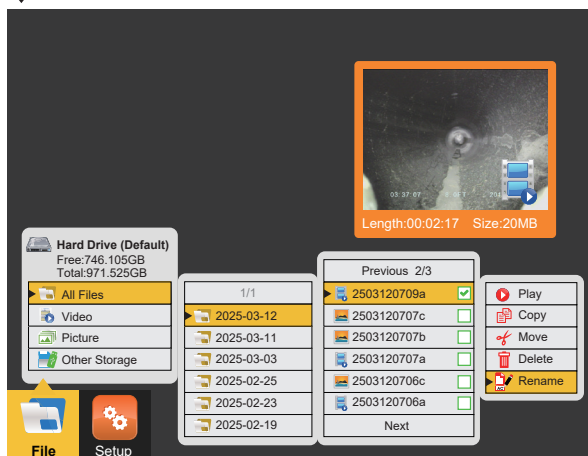 03:37:07
Length:00:02:17 Size:20MB
Hard Drive (Default)
Free:746.105GB
Total:971.525GB
All Files
Video
Picture
Other Storage
1/1
2025-03-12
2025-03-11
2025-03-03
2025-02-25
2025-02-23
2025-02-19
Previous 2/3
2503120709a
2503120707c
2503120707b
2503120707a
2503120706c
2503120706a
Next
Play
Copy
Move
Delete
Rename
File
Setup